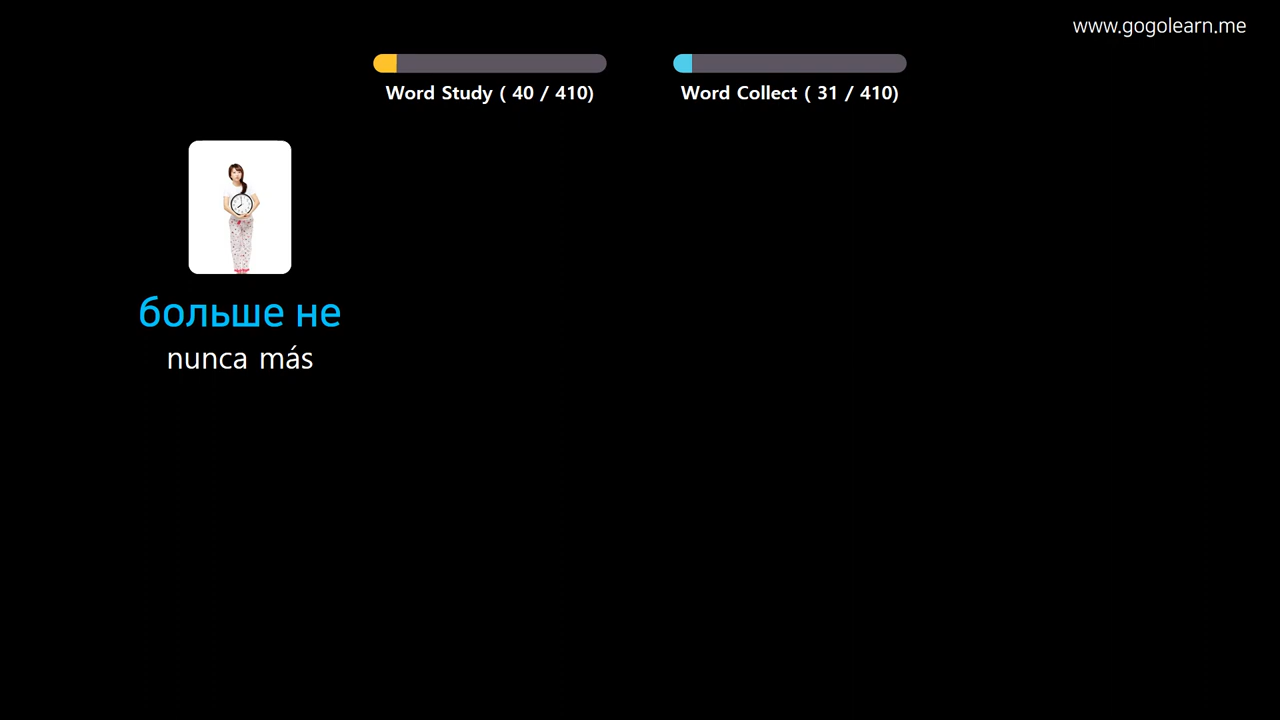 www.gogolearn.me
Word Study ( 40 / 410)
Word Collect ( 31 / 410)
больше не
nunca más